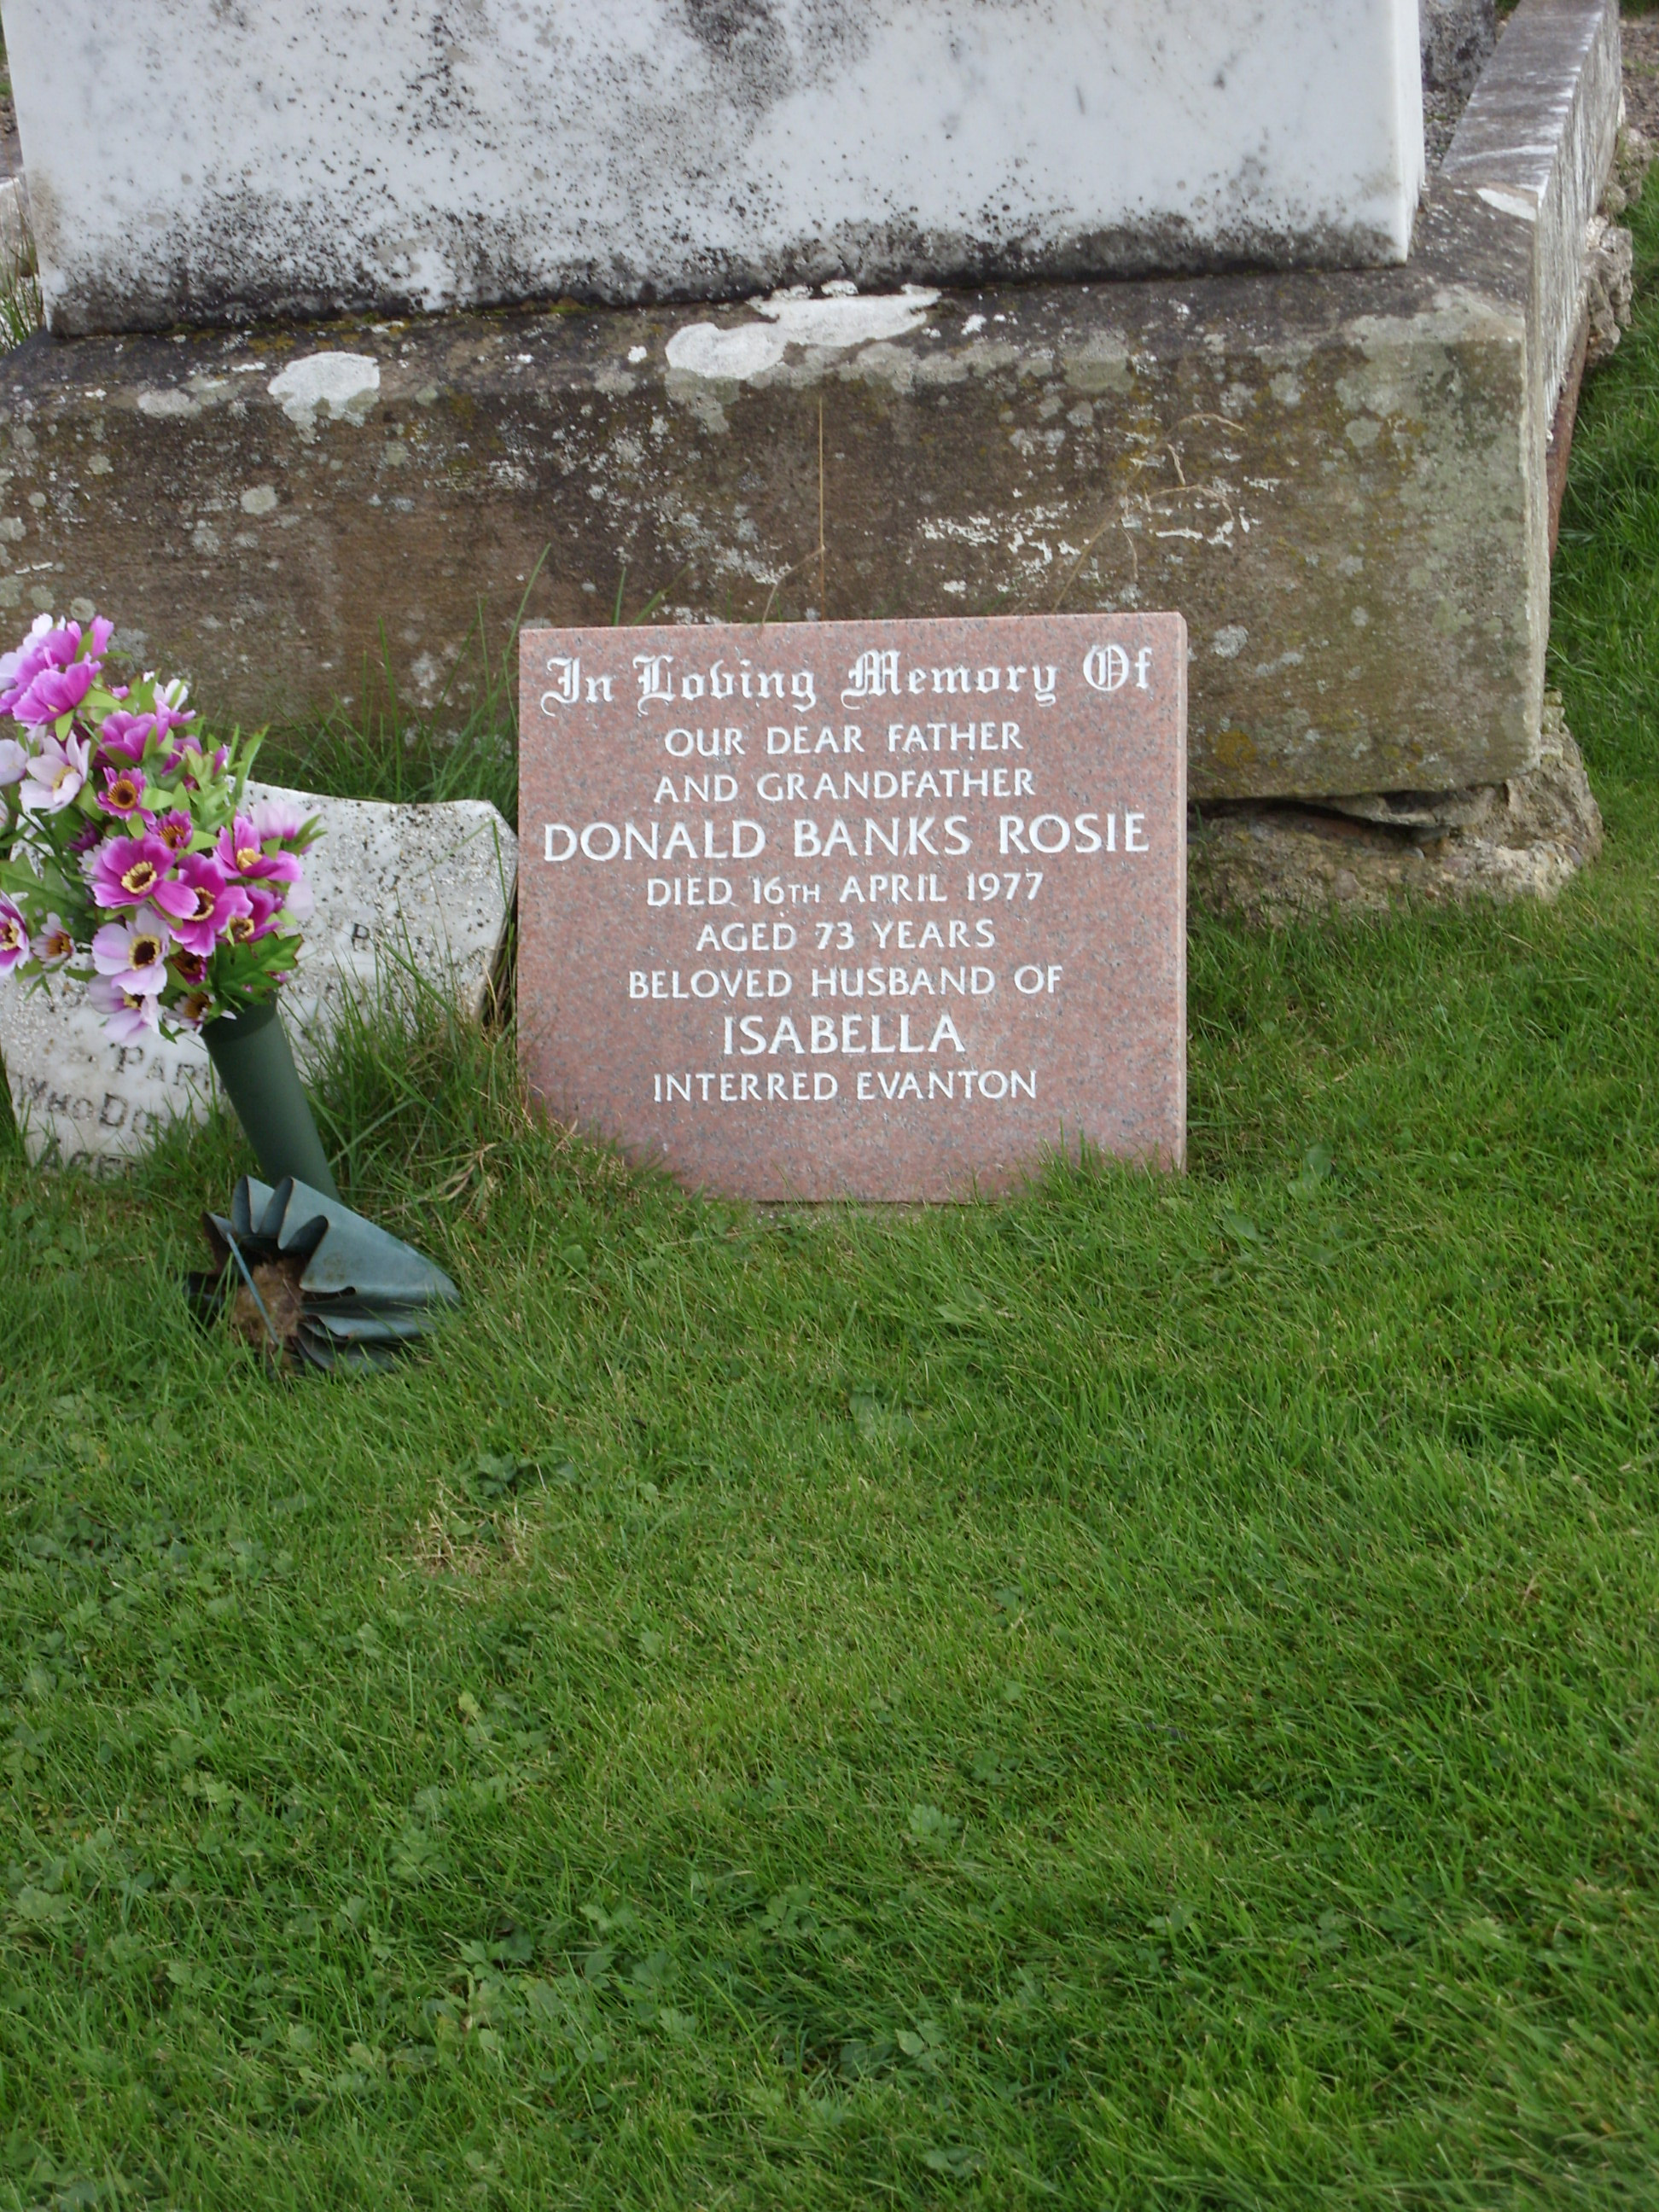 In Loving Memory Of
OUR DEAR FATHER
AND GRANDFATHER
DONALD BANKS ROSIE
DIED 16TH APRIL 1977
AGED 73 YEARS
BELOVED HUSBAND OF
ISABELLA
INTERRED EVANTON
WHO